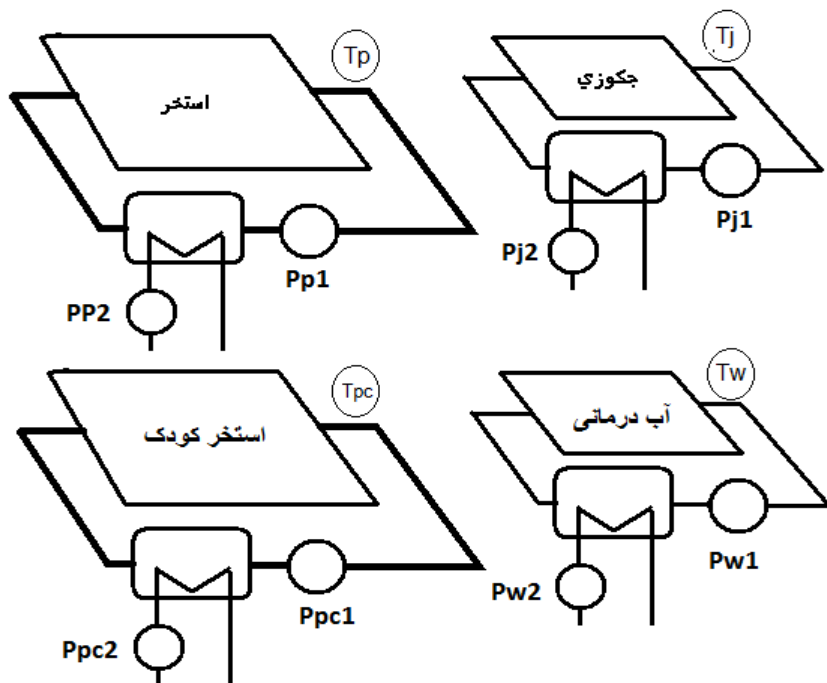 Tp
استخر
Pp1
PP2
Tj
جكوزي
Pj1
Pj2
Tpc
استخر کودک
Ppc1
Ppc2
Tw
آب درمانی
Pw1
Pw2